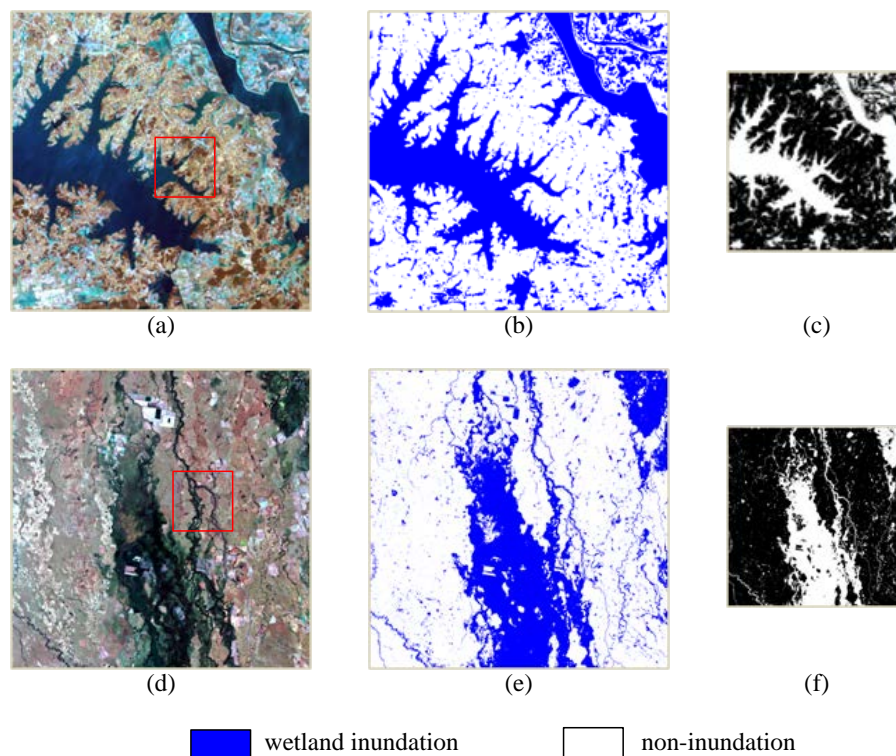 (a) (b) (c)
(d) (e) (f)
wetland inundation non-inundation